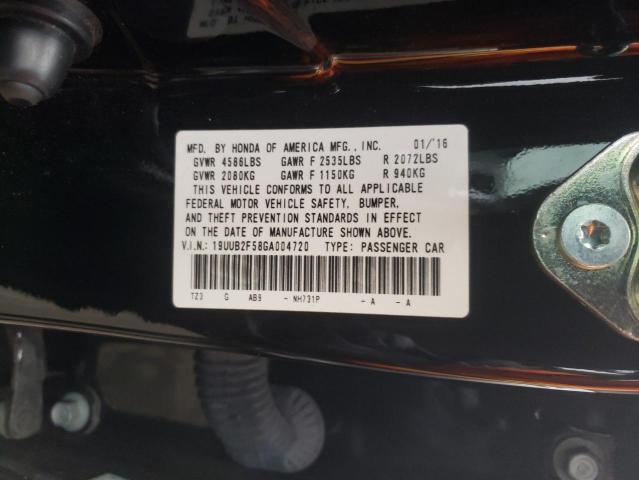 MFD. BY HONDA OF AMERICA MFG., INC. 01/'16
GVWR 4586LBS GAWR F 2535LBS R 2072LBS
GVWR 2080KG GAWR F 1150KG R 940KG
THIS VEHICLE CONFORMS TO ALL APPLICABLE
FEDERAL MOTOR VEHICLE SAFETY, BUMPER,
AND THEFT PREVENTION STANDARDS IN EFFECT
ON THE DATE OF MANUFACTURE SHOWN ABOVE.
V.I.N.: 19UUB2F58GA004720 TYPE: PASSENGER CAR
TZ3 G AB9 - NH731P - A - A